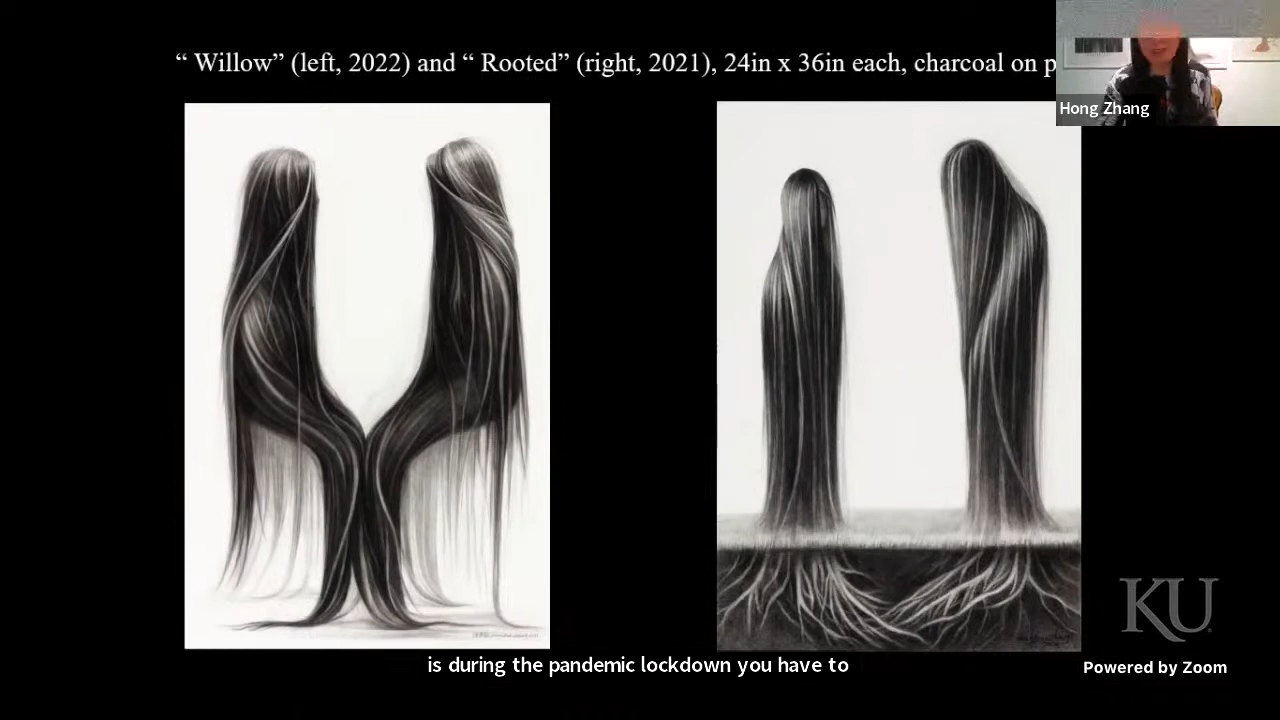 “ Willow” (left, 2022) and “ Rooted” (right, 2021), 24in x 36in each, charcoal on p
Hong Zhang
KU
is during the pandemic lockdown you have to
Powered by Zoom